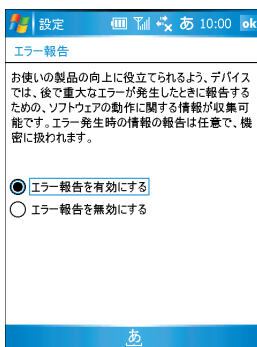 設定 あ 10:00 ok
エラー報告
お使いの製品の向上に役立てられるよう、デバイス
では、後で重大なエラーが発生したときに報告する
ための、ソフトウェアの動作に関する情報が収集可
能です。エラー発生時の情報の報告は任意で、機
密に扱われます。
エラー報告を有効にする
エラー報告を無効にする
あ